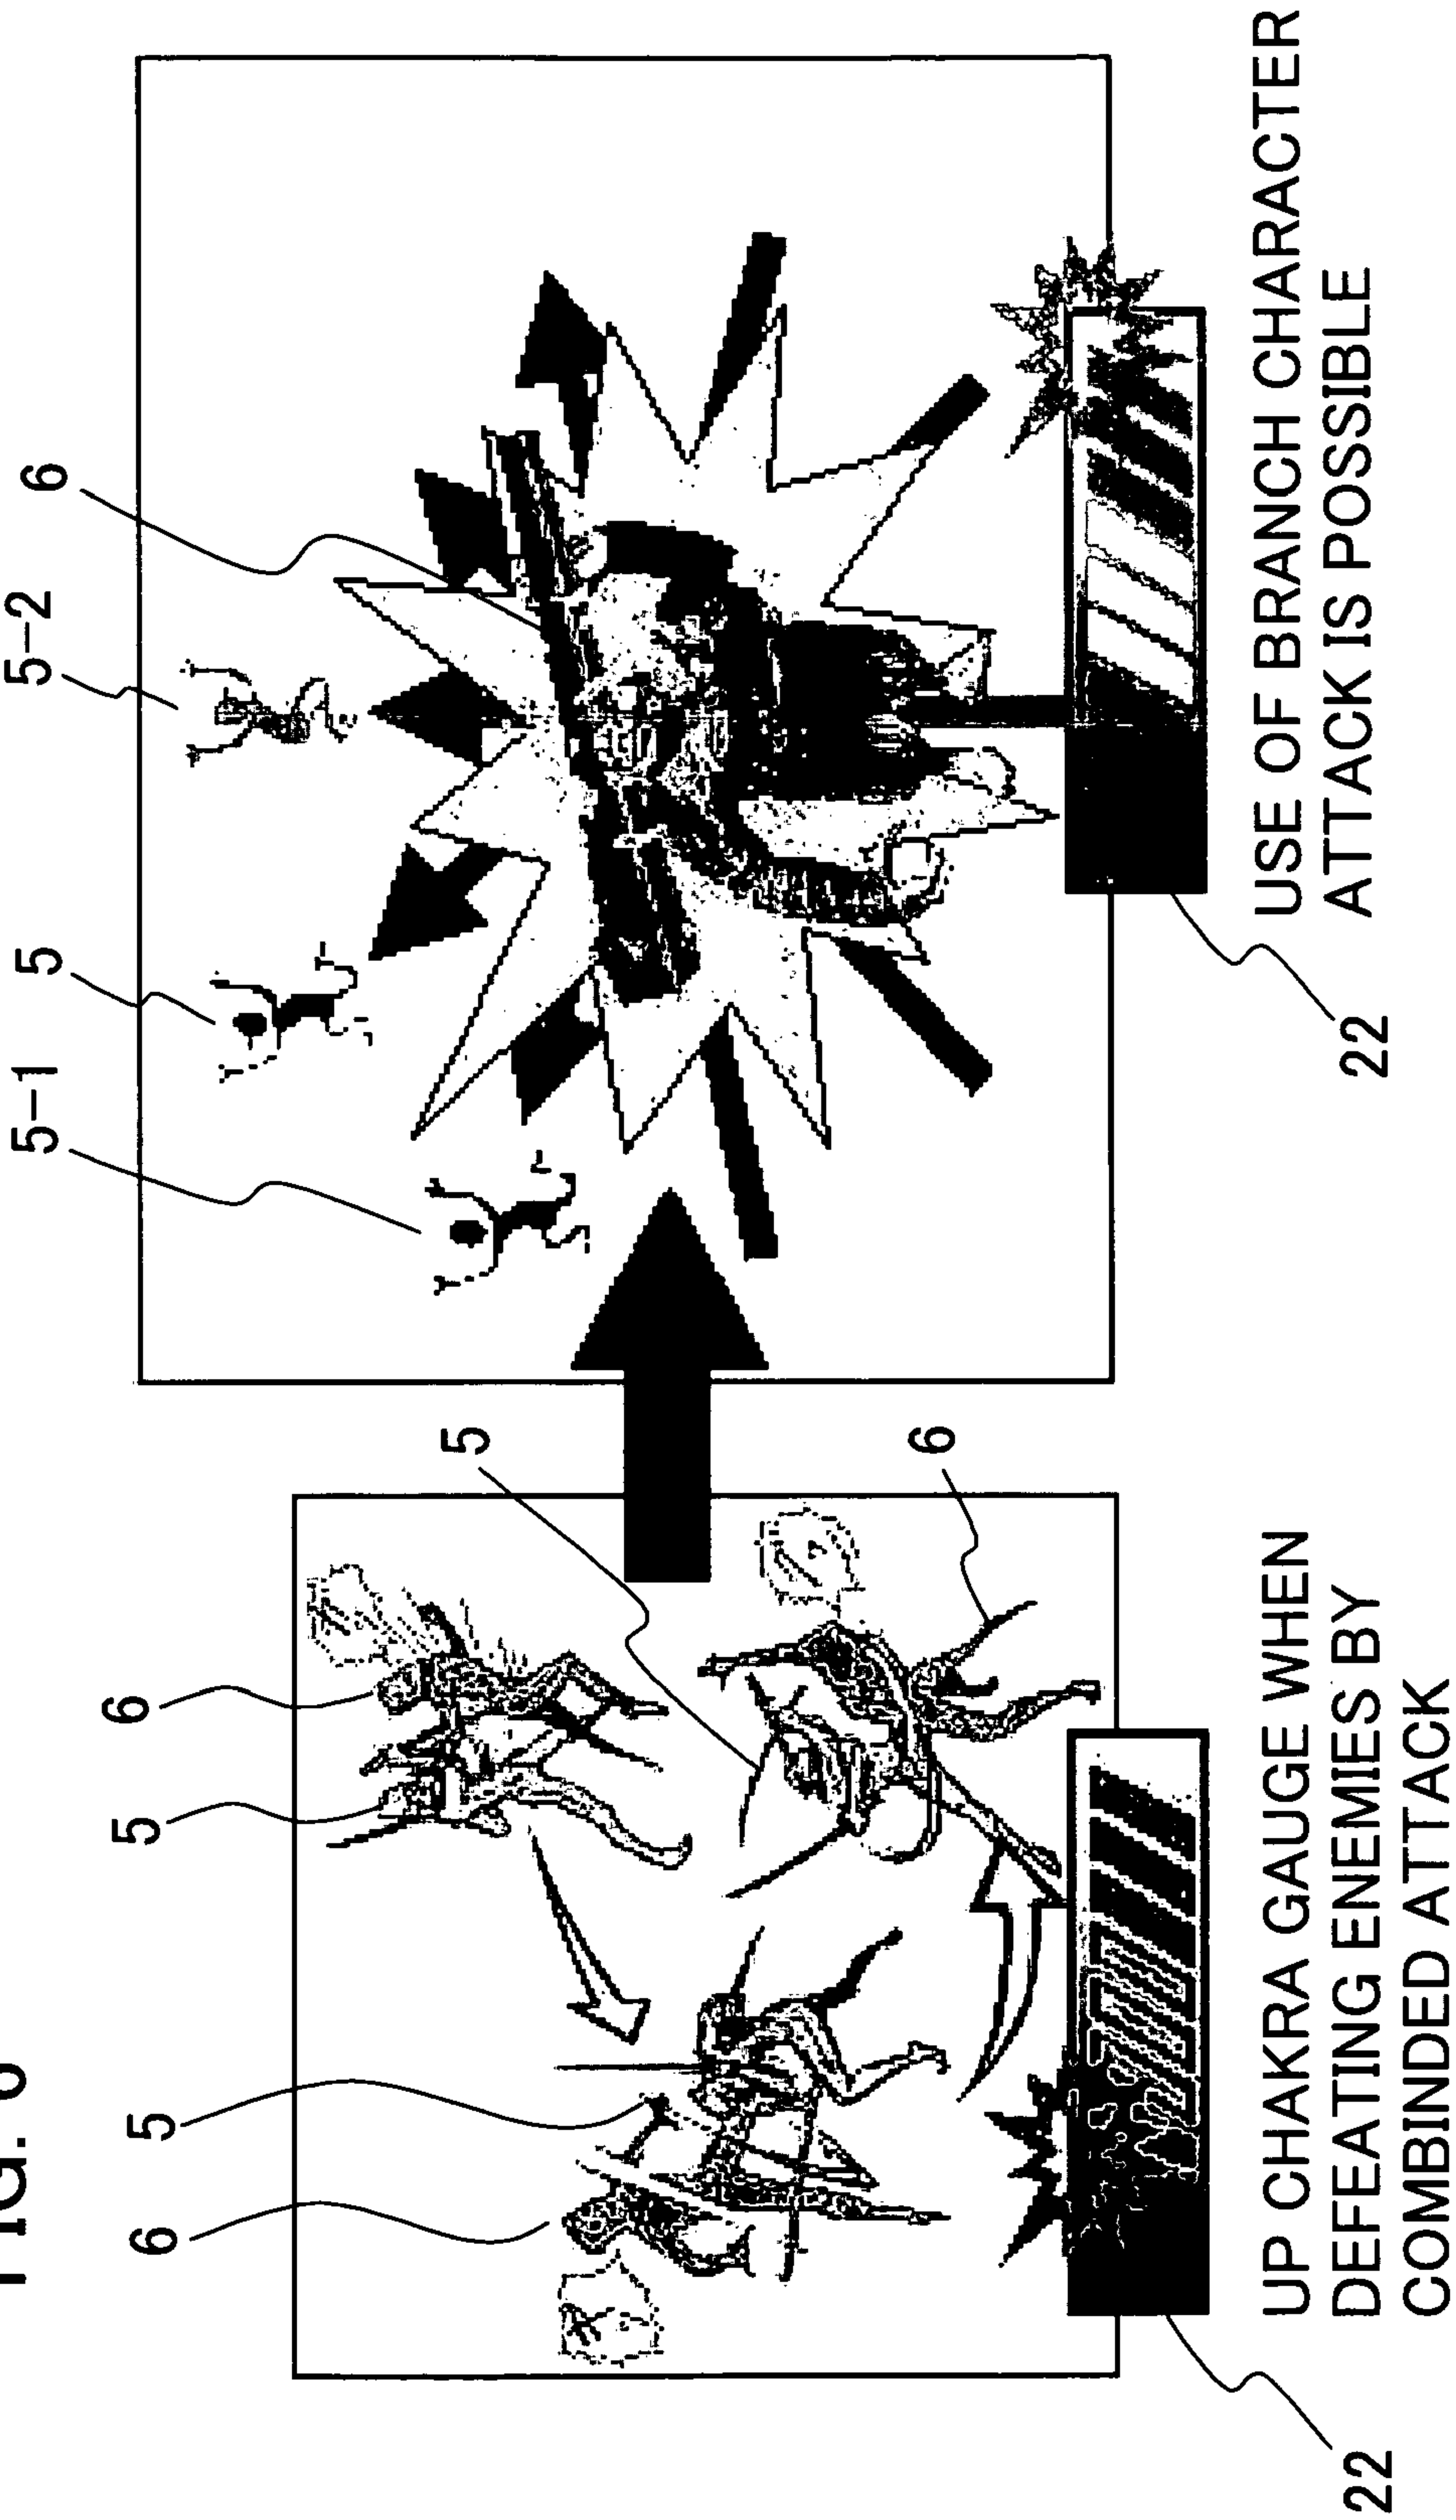 FIG.
6
5
5
6
5
6
22
UP CHAKRA GAUGE WHEN
DEFEATING ENEMIES BY
COMBINDED ATTACK
5-1
5
5-2
6
22
USE OF BRANCH CHARACTER
ATTACK IS POSSIBLE